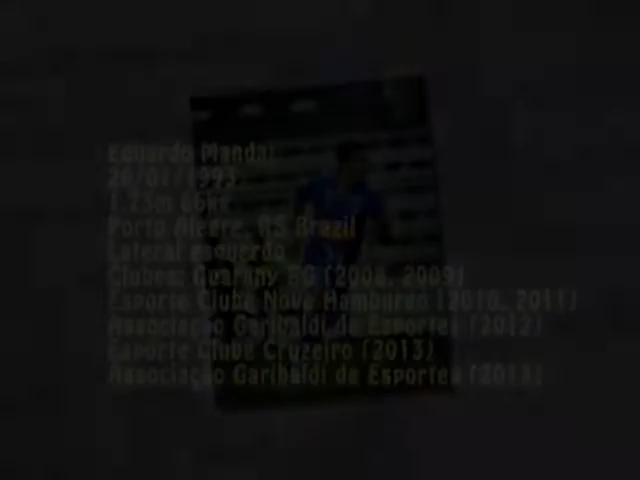 Eduardo Mandai
1.73m 66kg
Porto Alegre, RS Brazil
Lateral esquerdo
Clubes: Guarany FC (2008, 2009)
Esporte Clube Novo Hamburgo (2010, 2011)
Associação Garibaldi de Esportes (2012)
Esporte Clube Cruzeiro (2013)
Associação Garibaldi de Esportes